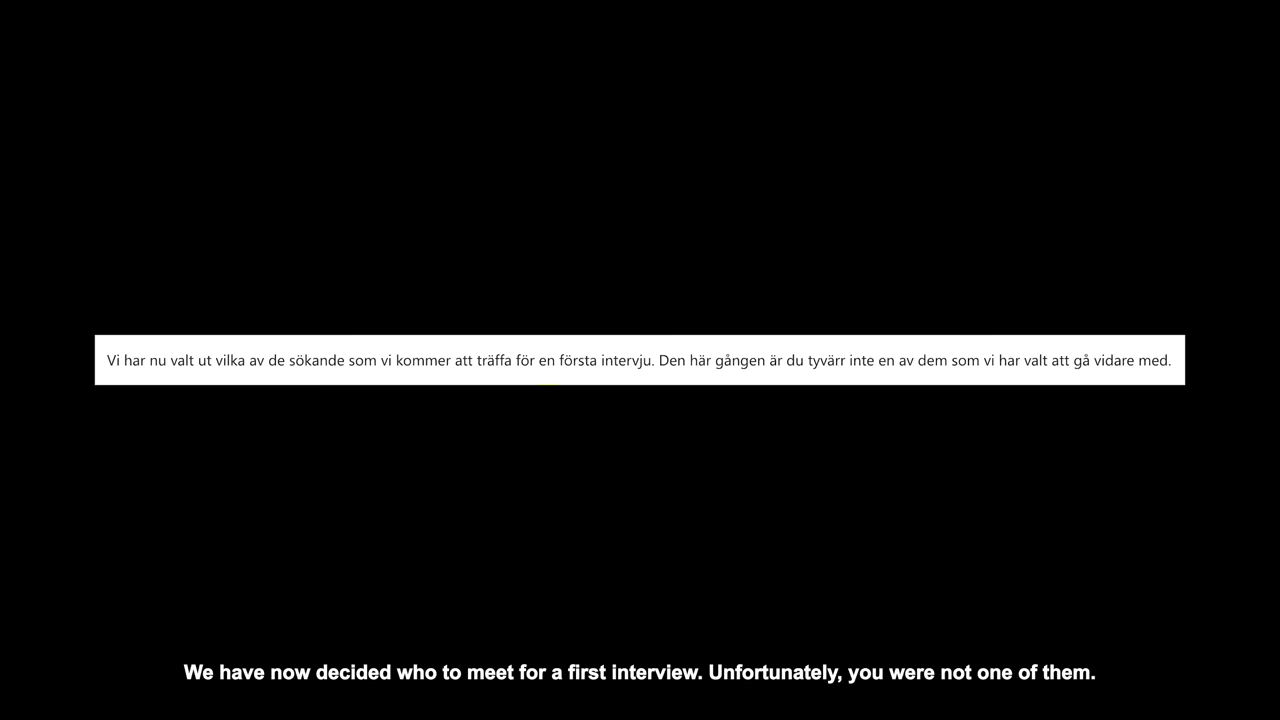 Vi har nu valt ut vilka av de sökande som vi kommer att träffa för en första intervju. Den här gången är du tyvärr inte en av dem som vi har valt att gå vidare med.
We have now decided who to meet for a first interview. Unfortunately, you were not one of them.